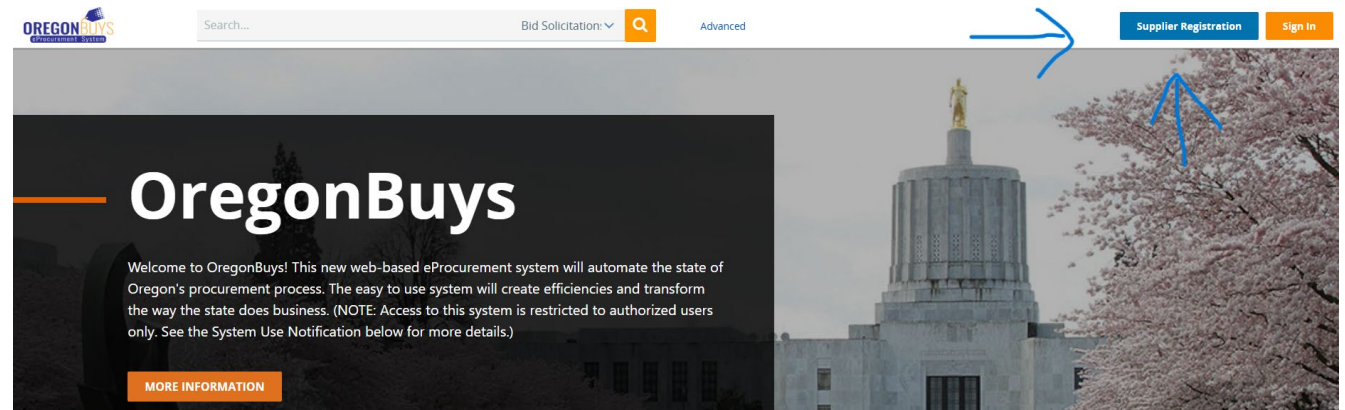 OREGONBUYS
eProcurement System
Search...
Bid Solicitation:
Advanced
Supplier Registration
Sign In
OregonBuys
Welcome to OregonBuys! This new web-based eProcurement system will automate the state of
Oregon's procurement process. The easy to use system will create efficiencies and transform
the way the state does business. (NOTE: Access to this system is restricted to authorized users
only. See the System Use Notification below for more details.)
MORE INFORMATION